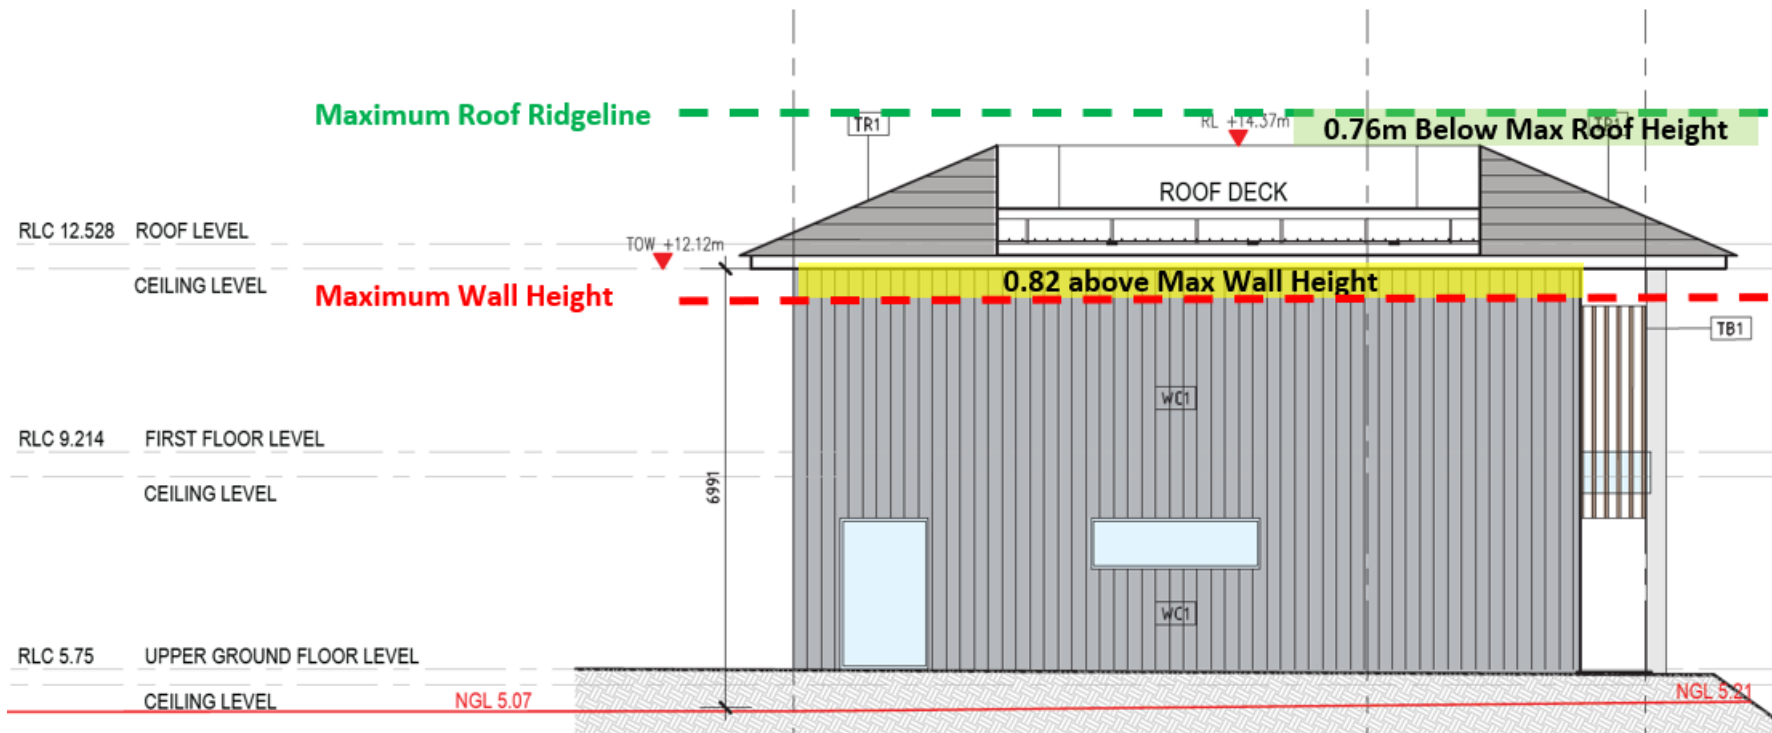 Maximum Roof Ridgeline
TR1
RL +14.37m
0.76m Below Max Roof Height
TR1
ROOF DECK
RLC 12.528 ROOF LEVEL
TOW +12.12m
CEILING LEVEL
Maximum Wall Height
0.82 above Max Wall Height
TB1
WC1
RLC 9.214 FIRST FLOOR LEVEL
CEILING LEVEL
6991
WC1
RLC 5.75 UPPER GROUND FLOOR LEVEL
CEILING LEVEL
NGL 5.07
NGL 5.21